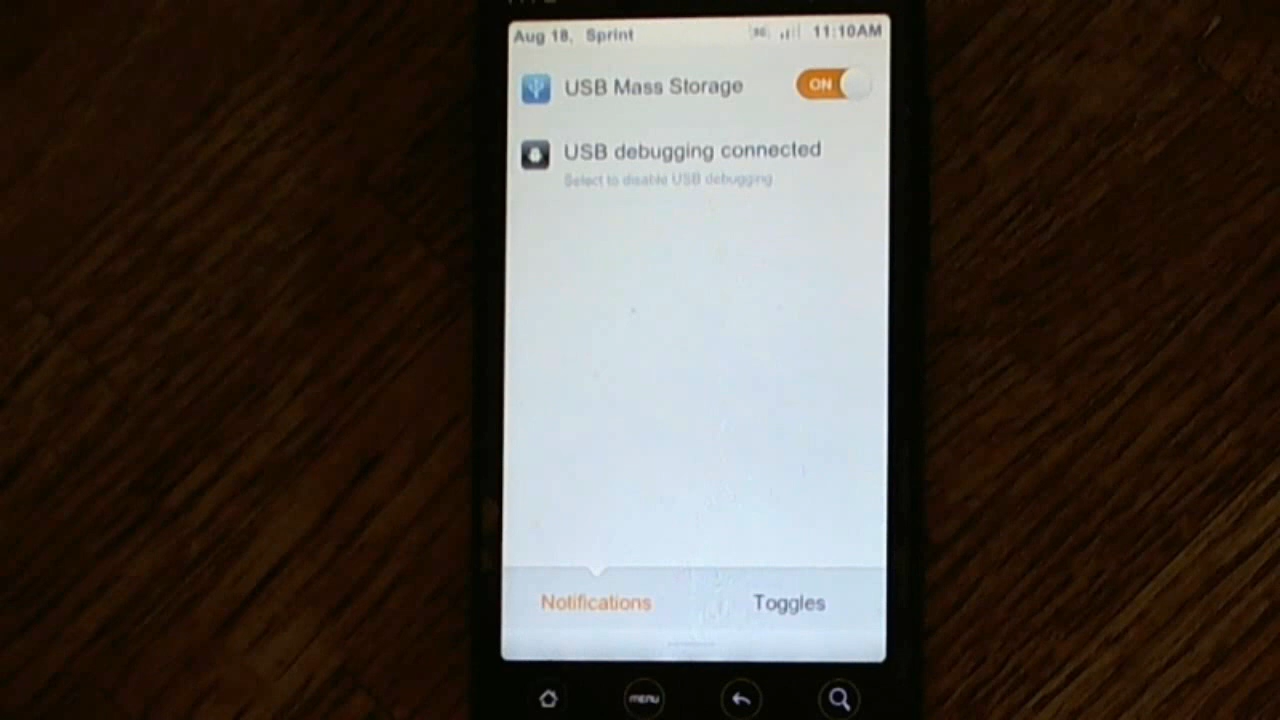 Aug 18, Sprint 3G 11:10AM
USB Mass Storage ON
USB debugging connected
Select to disable USB debugging
Notifications Toggles
MENU